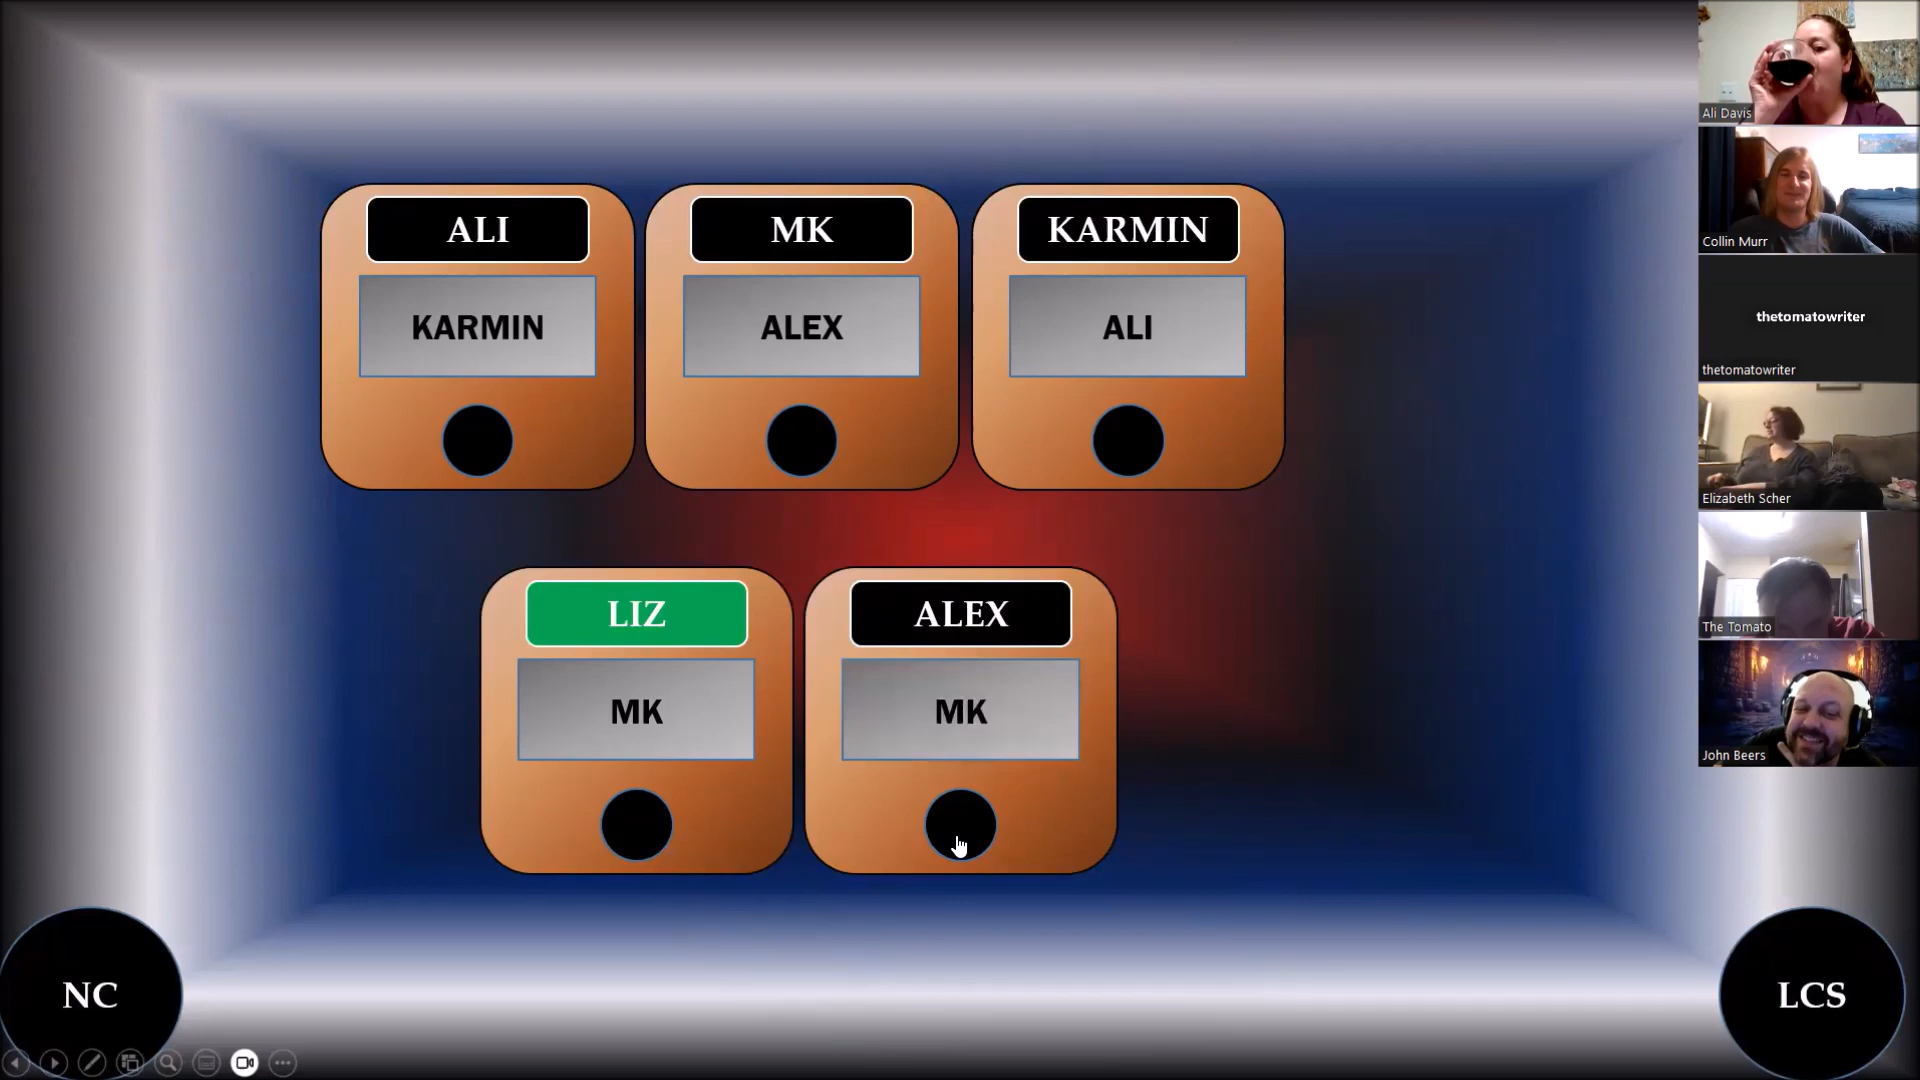 ALI
MK
KARMIN
KARMIN
ALEX
ALI
LIZ
ALEX
MK
MK
NC
LCS
Ali Davis
Collin Murr
thetomatowriter
thetomatowriter
Elizabeth Scher
The Tomato
John Beers